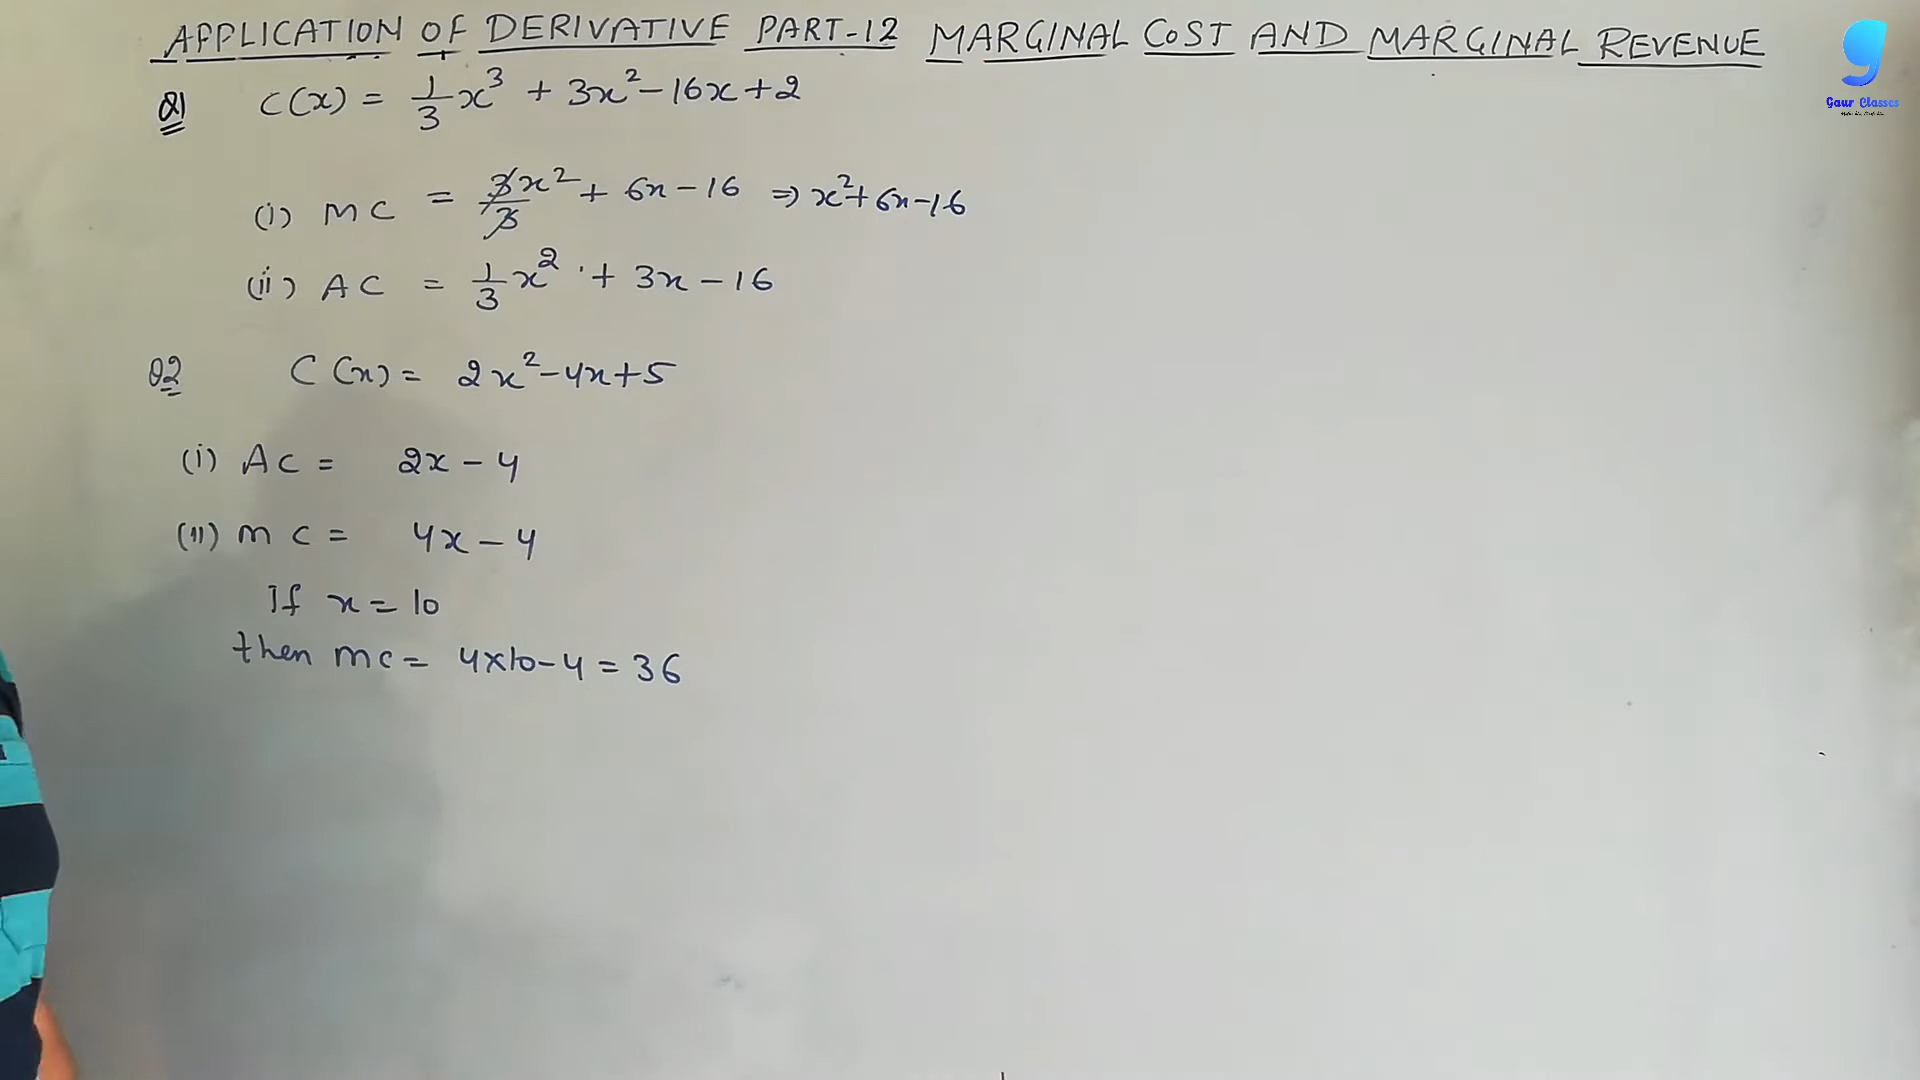 APPLICATION OF DERIVATIVE PART-12 MARGINAL COST AND MARGINAL REVENUE
g
Gaur Classes
Q1 C(x) = 1/3 x³ + 3x² - 16x + 2
(i) MC = 3x²/3 + 6x - 16 ⇒ x² + 6x - 16
(ii) AC = 1/3 x² + 3x - 16
Q2 C(x) = 2x² - 4x + 5
(i) AC = 2x - 4
(ii) MC = 4x - 4
If x = 10
then MC = 4x10 - 4 = 36